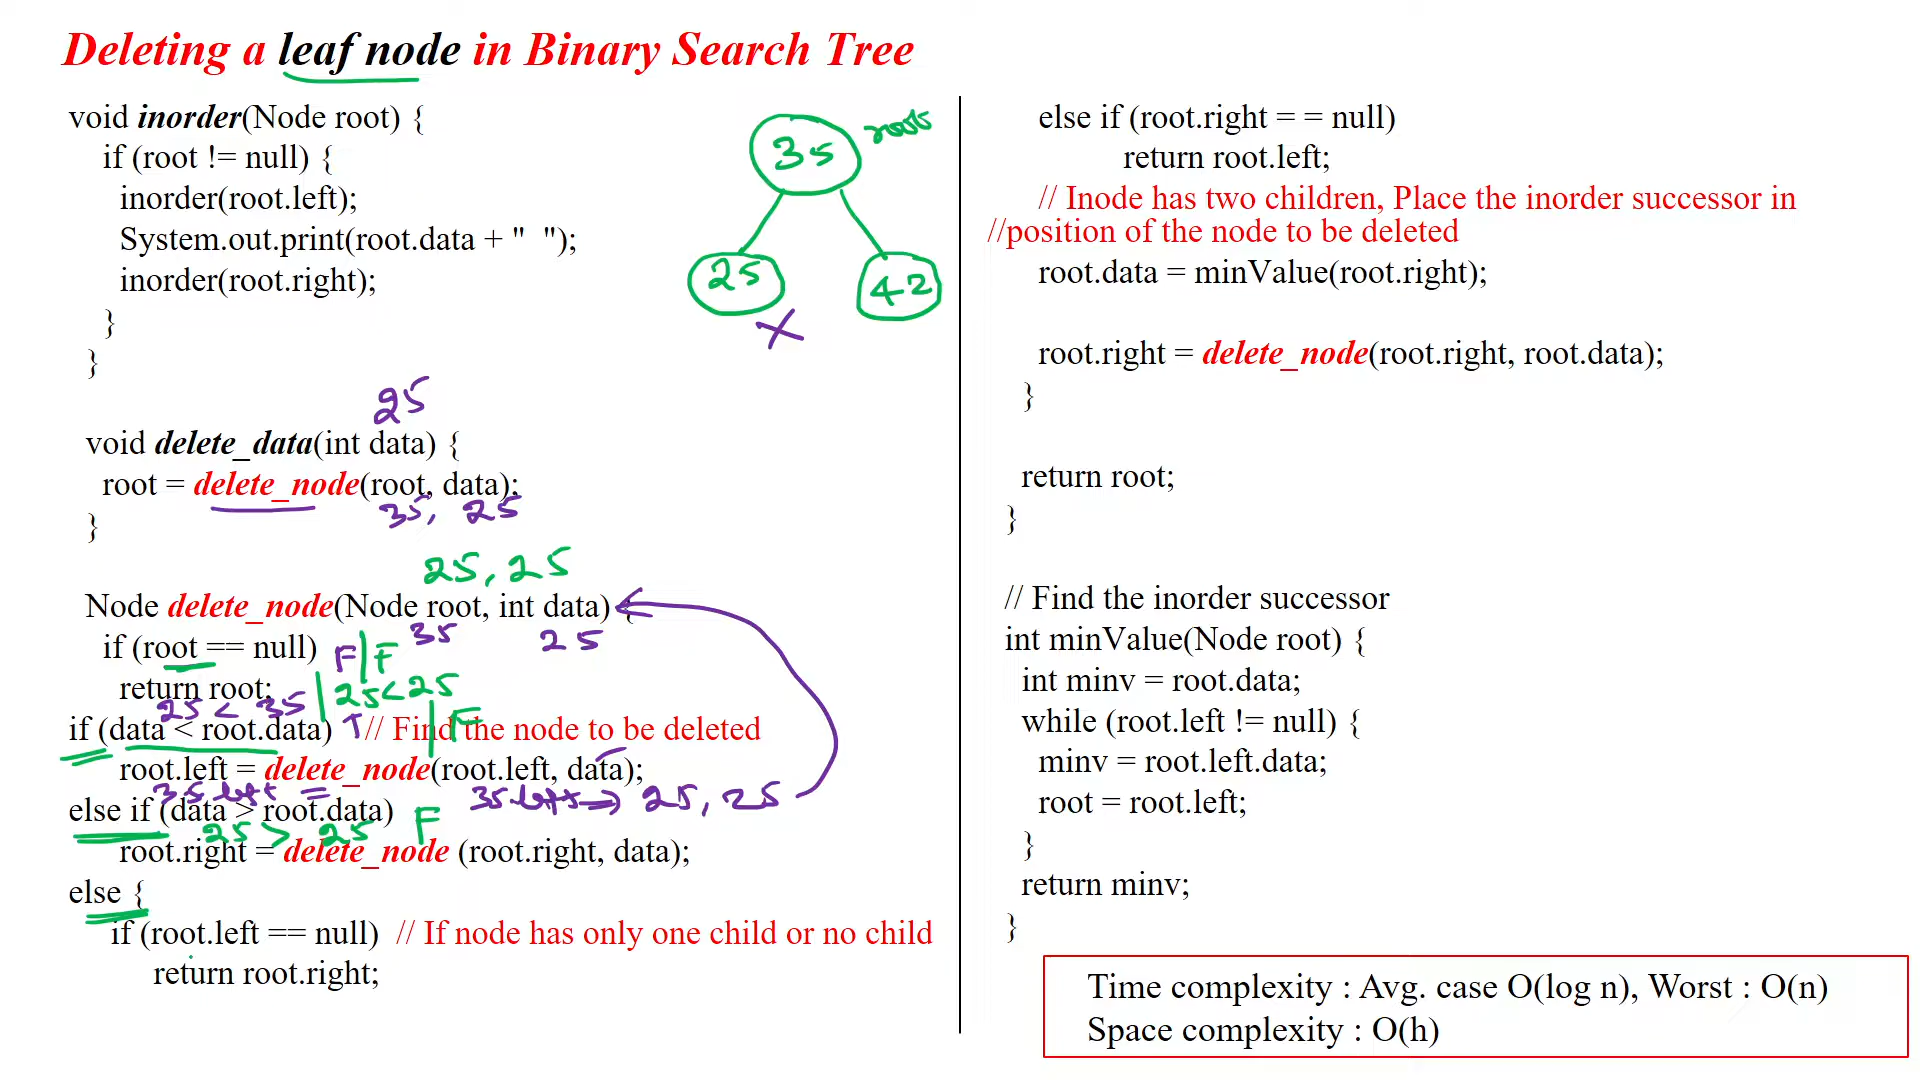 Deleting a leaf node in Binary Search Tree
void inorder(Node root) {
if (root != null) {
inorder(root.left);
System.out.print(root.data + "  ");
inorder(root.right);
}
}
35 root
25
42
25
void delete_data(int data) {
root = delete_node(root, data);
35, 25
}
25, 25
Node delete_node(Node root, int data) {
35 25
if (root == null) F | F
return root; | 25 < 25
25 < 35
if (data < root.data) T // Find the node to be deleted | F
root.left = delete_node(root.left, data);
35 left = 35 left => 25, 25
else if (data > root.data) F
25 > 25
root.right = delete_node (root.right, data);
else {
if (root.left == null) // If node has only one child or no child
return root.right;
else if (root.right = = null)
return root.left;
// Inode has two children, Place the inorder successor in
//position of the node to be deleted
root.data = minValue(root.right);
root.right = delete_node(root.right, root.data);
}
return root;
}
// Find the inorder successor
int minValue(Node root) {
int minv = root.data;
while (root.left != null) {
minv = root.left.data;
root = root.left;
}
return minv;
}
Time complexity : Avg. case O(log n), Worst : O(n)
Space complexity : O(h)